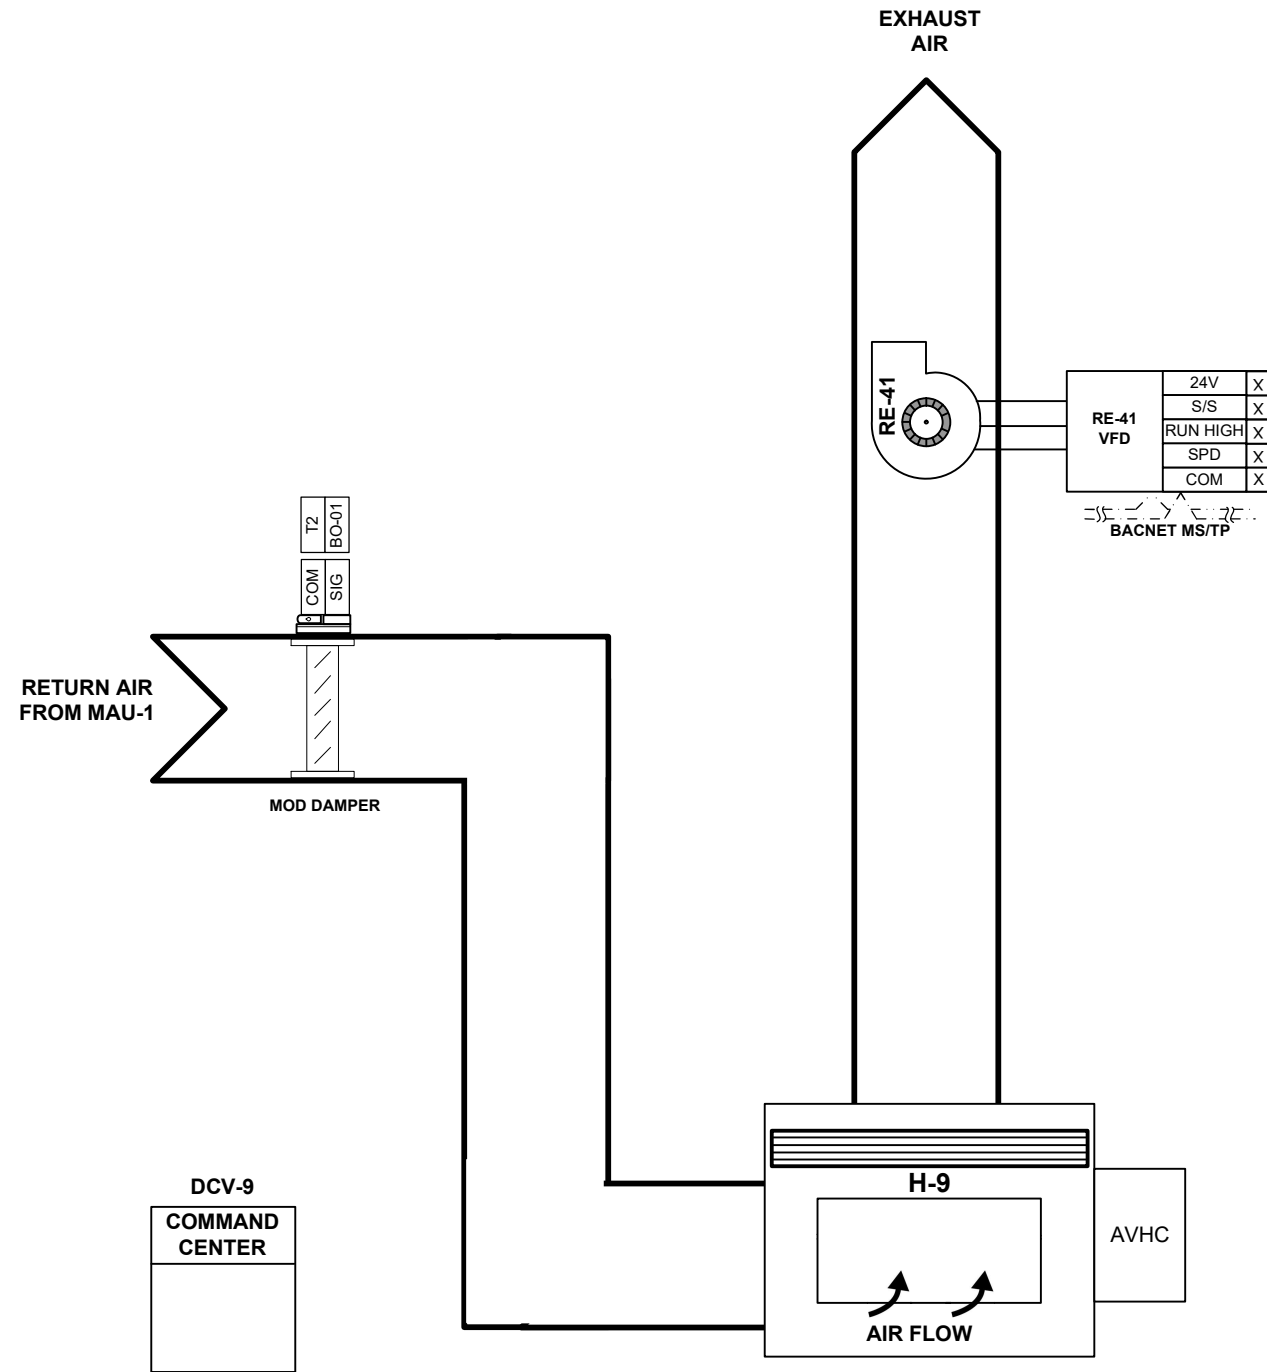 EXHAUST
AIR
RE-41
RE-41
VFD
24V X
S/S X
RUN HIGH X
SPD X
COM X
BACNET MS/TP
T2
BO-01
COM
SIG
RETURN AIR
FROM MAU-1
MOD DAMPER
DCV-9
COMMAND
CENTER
H-9
AVHC
AIR FLOW